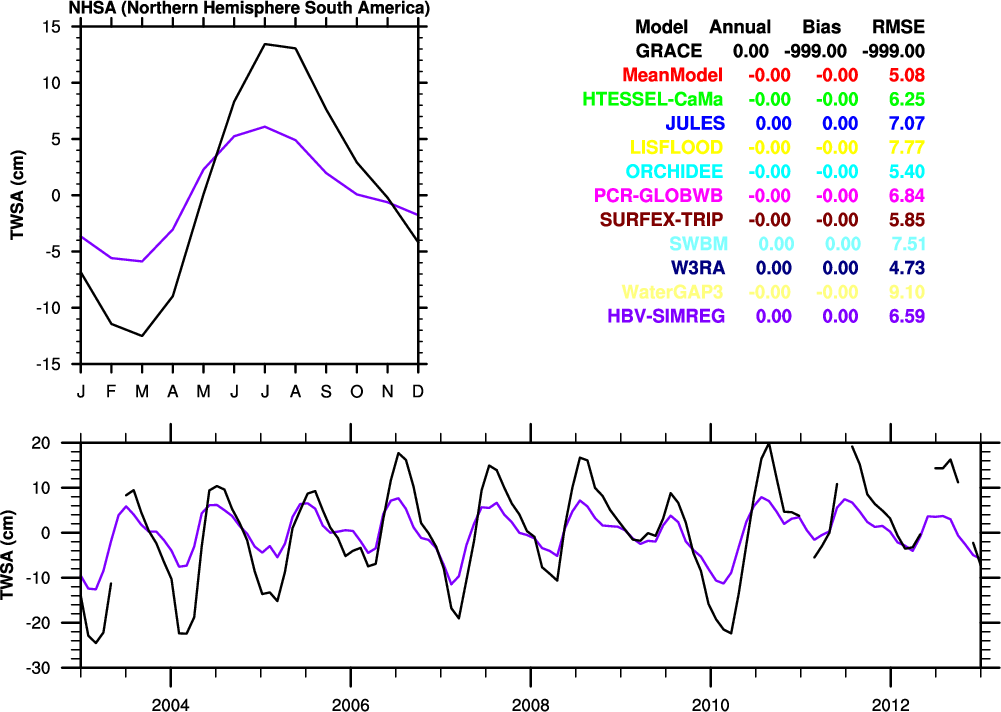 NHSA (Northern Hemisphere South America)
15
10
5
0
-5
-10
-15
TWSA (cm)
J F M A M J J A S O N D
Model Annual Bias RMSE
GRACE 0.00 -999.00 -999.00
MeanModel -0.00 -0.00 5.08
HTESSEL-CaMa -0.00 -0.00 6.25
JULES 0.00 0.00 7.07
LISFLOOD -0.00 -0.00 7.77
ORCHIDEE -0.00 -0.00 5.40
PCR-GLOBWB -0.00 -0.00 6.84
SURFEX-TRIP -0.00 -0.00 5.85
SWBM 0.00 0.00 7.51
W3RA 0.00 0.00 4.73
WaterGAP3 -0.00 -0.00 9.10
HBV-SIMREG 0.00 0.00 6.59
20
10
0
-10
-20
-30
TWSA (cm)
2004 2006 2008 2010 2012